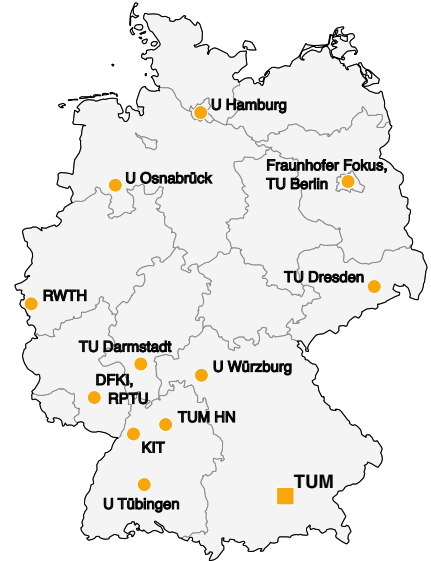 U Hamburg
Fraunhofer Fokus,
TU Berlin
U Osnabrück
TU Dresden
RWTH
TU Darmstadt
U Würzburg
DFKI,
RPTU
TUM HN
KIT
TUM
U Tübingen